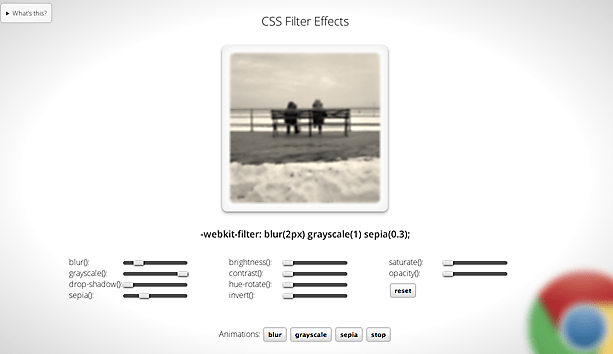 ▸ What's this?
CSS Filter Effects
-webkit-filter: blur(2px) grayscale(1) sepia(0.3);
blur():
grayscale():
drop-shadow():
sepia():
brightness():
contrast():
hue-rotate():
invert():
saturate():
opacity():
reset
Animations: blur grayscale sepia stop